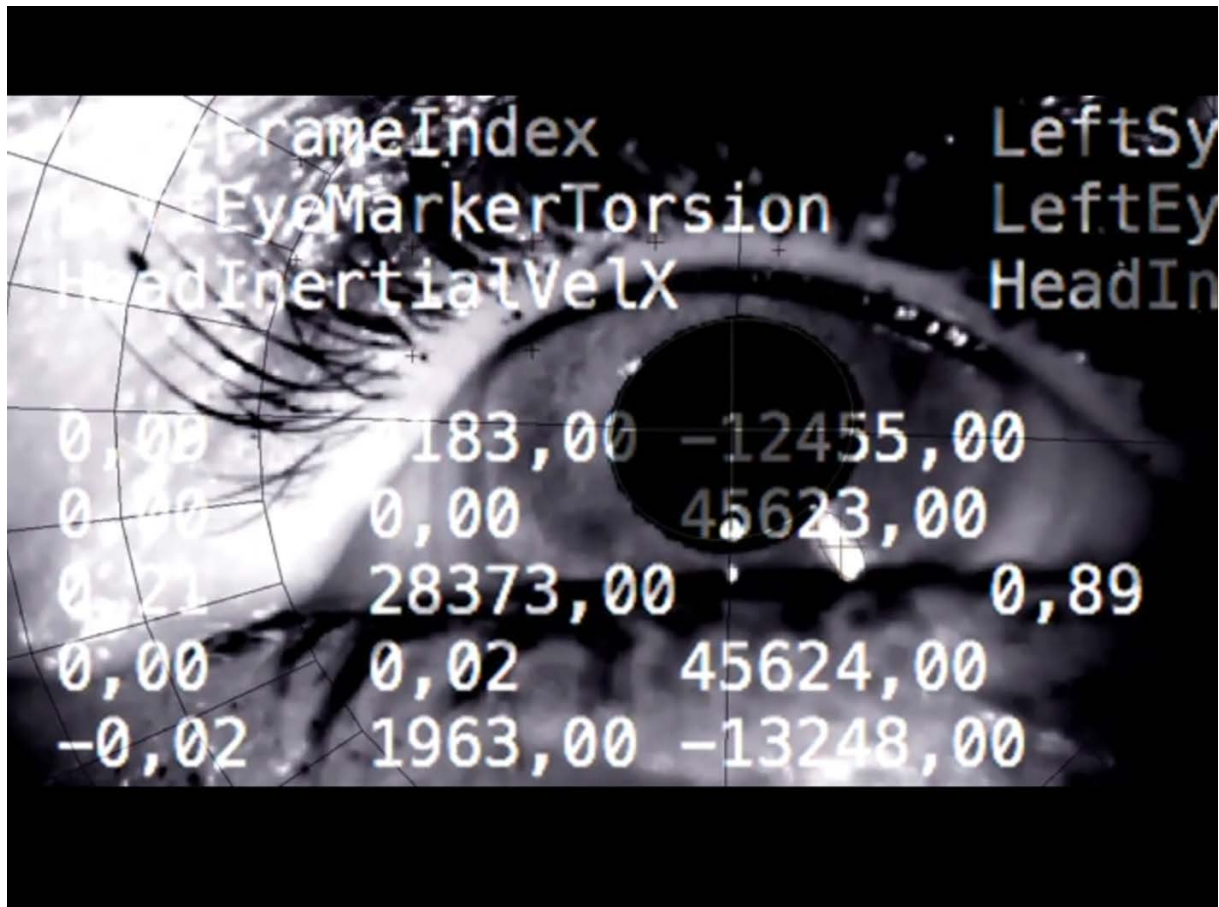 FrameIndex LeftSy
EyeMarkerTorsion LeftEy
HeadInertialVelX HeadIn
0,00 183,00 −12455,00
0,00 0,00 45623,00
0,21 28373,00 0,89
0,00 0,02 45624,00
−0,02 1963,00 −13248,00